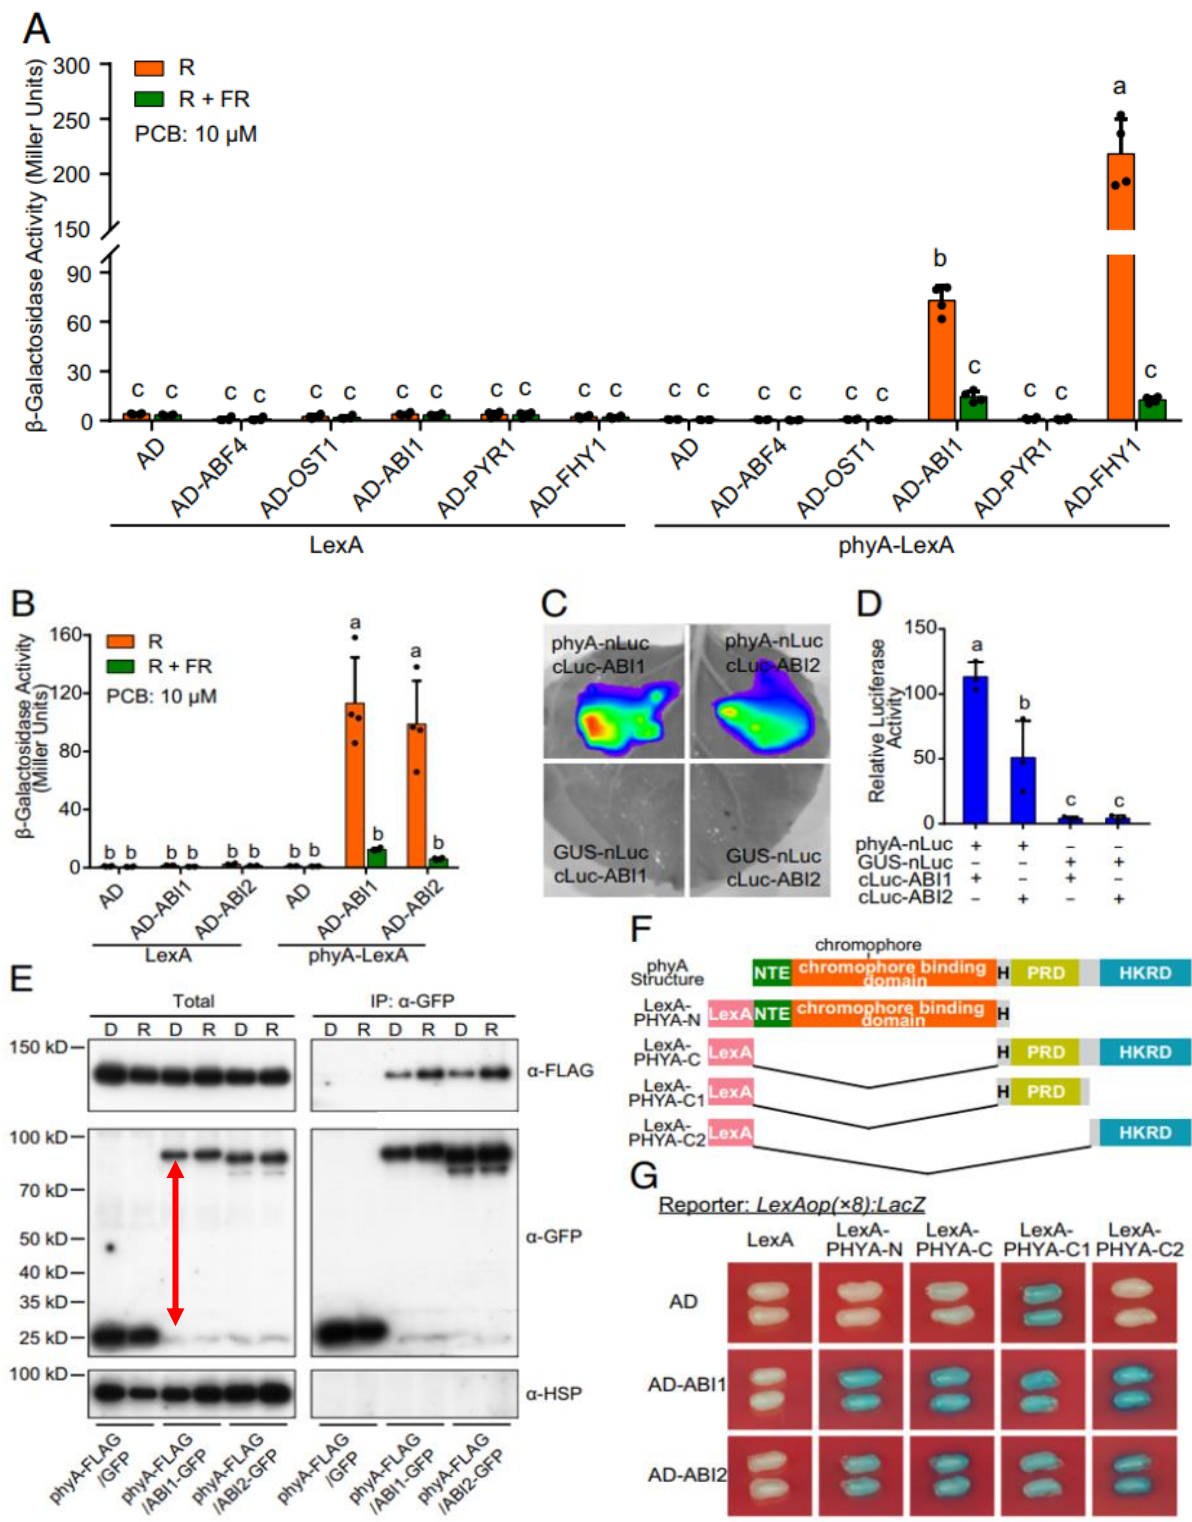 A
β-Galactosidase Activity (Miller Units)
300
250
200
150
90
60
30
0
R
R + FR
PCB: 10 μM
c c c c c c c c c c c c c c c c c c b c c c a c
AD
AD-ABF4
AD-OST1
AD-ABI1
AD-PYR1
AD-FHY1
AD
AD-ABF4
AD-OST1
AD-ABI1
AD-PYR1
AD-FHY1
LexA
phyA-LexA
B
β-Galactosidase Activity
(Miller Units)
160
120
80
40
0
R
R + FR
PCB: 10 μM
b b b b b b b b a b a b
AD
AD-ABI1
AD-ABI2
AD
AD-ABI1
AD-ABI2
LexA
phyA-LexA
C
phyA-nLuc
cLuc-ABI1
phyA-nLuc
cLuc-ABI2
GUS-nLuc
cLuc-ABI1
GUS-nLuc
cLuc-ABI2
D
Relative Luciferase
Activity
150
100
50
0
a b c c
phyA-nLuc + + − −
GUS-nLuc − − + +
cLuc-ABI1 + − + −
cLuc-ABI2 − + − +
E
Total
IP: α-GFP
D R D R D R
D R D R D R
150 kD
α-FLAG
100 kD
70 kD
50 kD
40 kD
35 kD
25 kD
α-GFP
100 kD
α-HSP
phyA-FLAG
/GFP
phyA-FLAG
/ABI1-GFP
phyA-FLAG
/ABI2-GFP
phyA-FLAG
/GFP
phyA-FLAG
/ABI1-GFP
phyA-FLAG
/ABI2-GFP
F
chromophore
phyA
Structure
NTE chromophore binding
domain
H PRD HKRD
LexA-
PHYA-N
LexA NTE chromophore binding
domain
H
LexA-
PHYA-C
LexA H PRD HKRD
LexA-
PHYA-C1
LexA H PRD
LexA-
PHYA-C2
LexA HKRD
G
Reporter: LexAop(×8):LacZ
LexA
LexA-
PHYA-N
LexA-
PHYA-C
LexA-
PHYA-C1
LexA-
PHYA-C2
AD
AD-ABI1
AD-ABI2